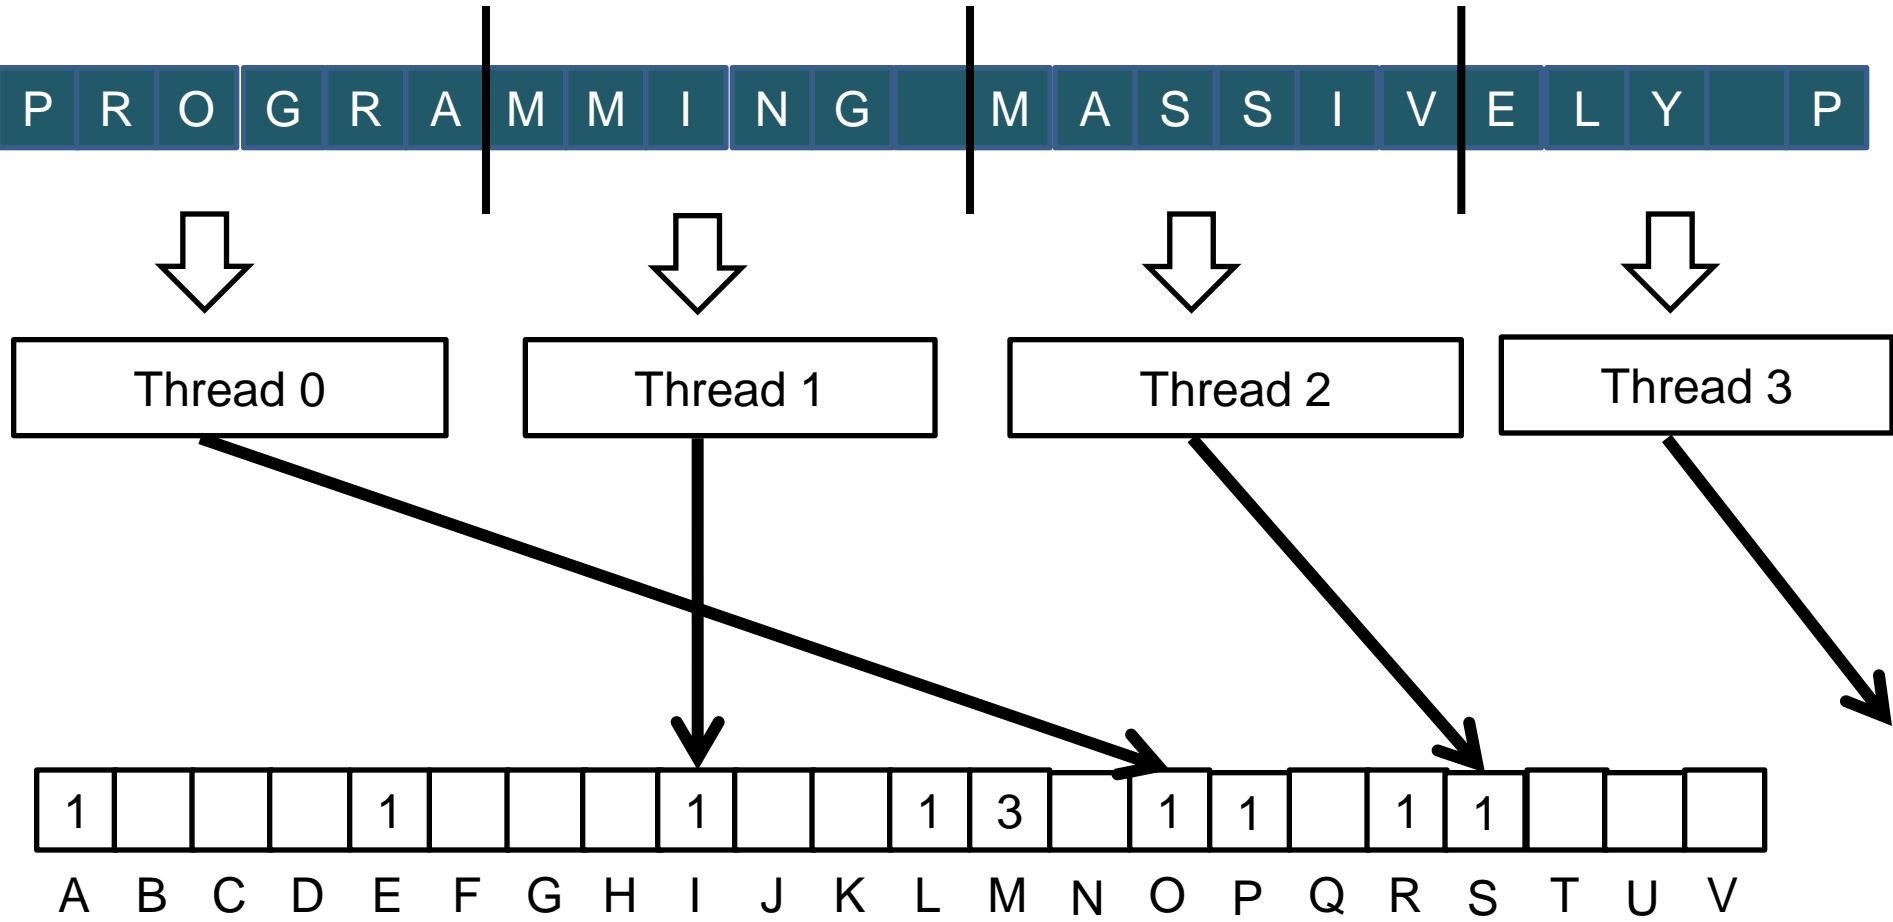 P R O G R A M M I N G M A S S I V E L Y P
Thread 0 Thread 1 Thread 2 Thread 3
1 1 1 1 3 1 1 1 1
A B C D E F G H I J K L M N O P Q R S T U V